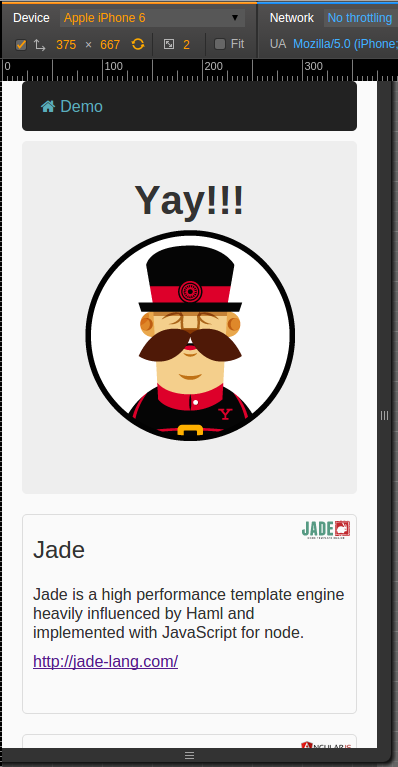 Device Apple iPhone 6 ▼ Network No throttling
375 × 667 2 Fit UA Mozilla/5.0 (iPhone;
0 100 200 300
Demo
Yay!!!
Y
JADE
Jade
Jade is a high performance template engine
heavily influenced by Haml and
implemented with JavaScript for node.
http://jade-lang.com/
ANGULARJS